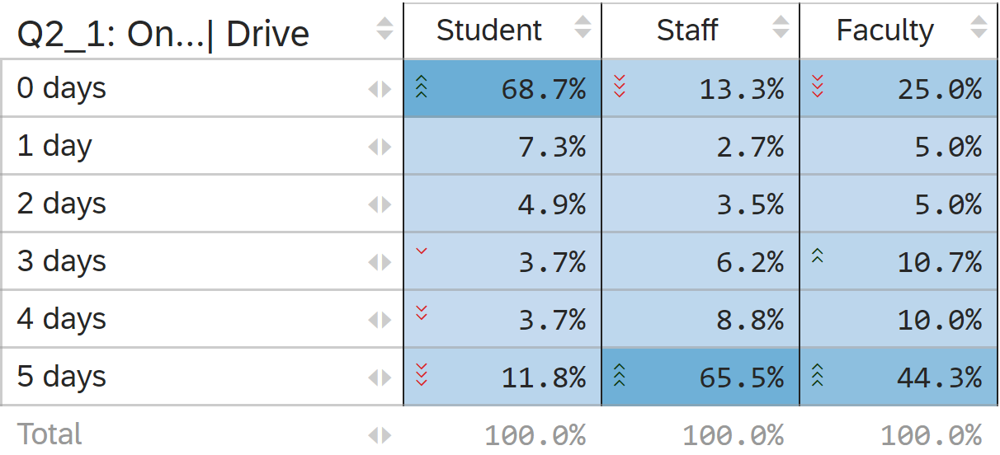 Q2_1: On...| Drive Student Staff Faculty
0 days 68.7% 13.3% 25.0%
1 day 7.3% 2.7% 5.0%
2 days 4.9% 3.5% 5.0%
3 days 3.7% 6.2% 10.7%
4 days 3.7% 8.8% 10.0%
5 days 11.8% 65.5% 44.3%
Total 100.0% 100.0% 100.0%